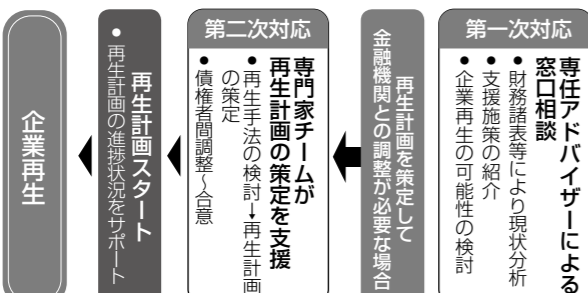 第一次対応
専任アドバイザーによる
窓口相談
●財務諸表等により現状分析
●支援施策の紹介
●企業再生の可能性の検討
再生計画を策定して
金融機関との調整が必要な場合
第二次対応
専門家チームが
再生計画の策定を支援
●再生手法の検討→再生計画
の策定
●債権者間調整～合意
再生計画スタート
●再生計画の進捗状況をサポート
企業再生